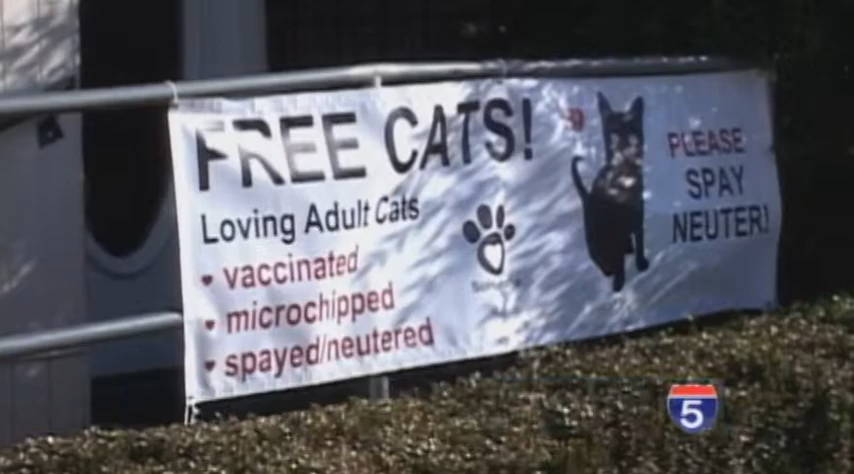 FREE CATS!
Loving Adult Cats
vaccinated
microchipped
spayed/neutered
PLEASE
SPAY
NEUTER!
5